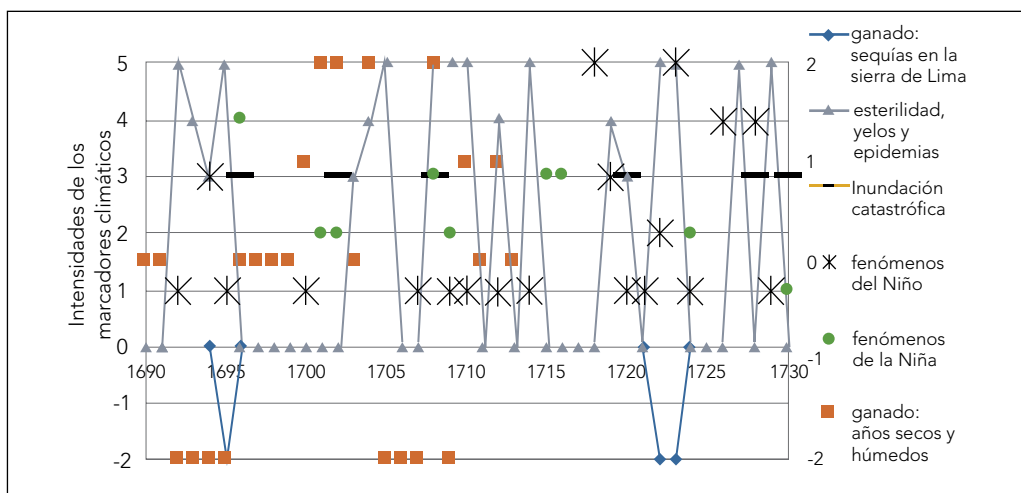 Intensidades de los
marcadores climáticos
5
4
3
2
1
0
-1
-2
1690
1695
1700
1705
1710
1715
1720
1725
1730
2
1
0
-1
-2
ganado:
sequías en la
sierra de Lima
esterilidad,
yelos y
epidemias
Inundación
catastrófica
fenómenos
del Niño
fenómenos
de la Niña
ganado:
años secos y
húmedos